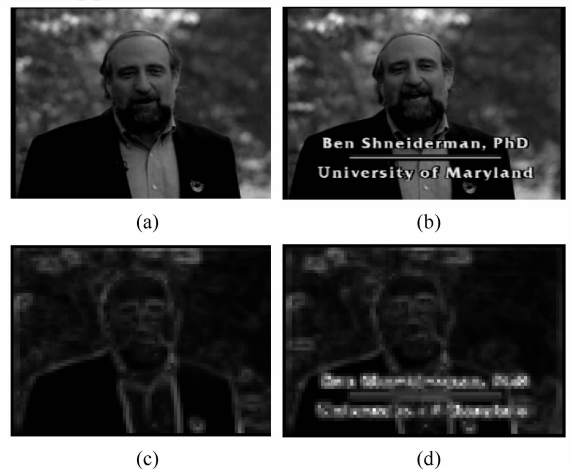 Ben Shneiderman, PhD
University of Maryland
(a)
(b)
(c)
(d)